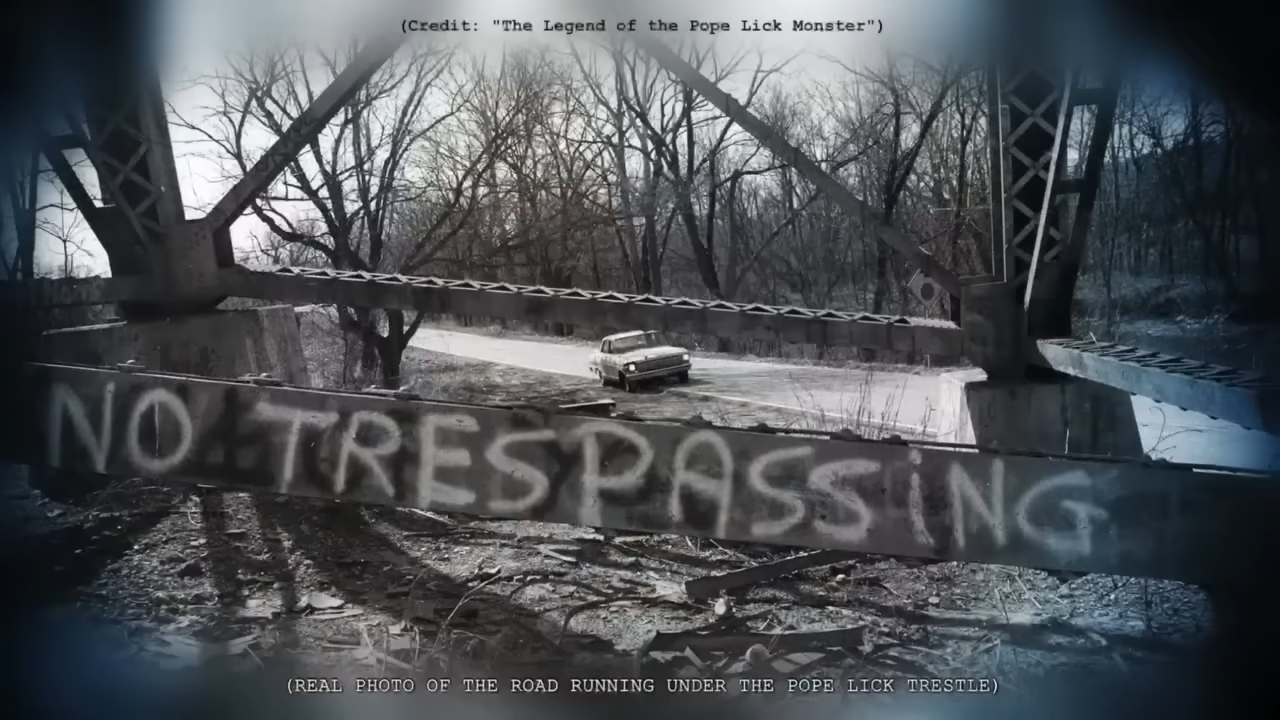 (Credit: "The Legend of the Pope Lick Monster")
NO TRESPASSiNG
(REAL PHOTO OF THE ROAD RUNNING UNDER THE POPE LICK TRESTLE)